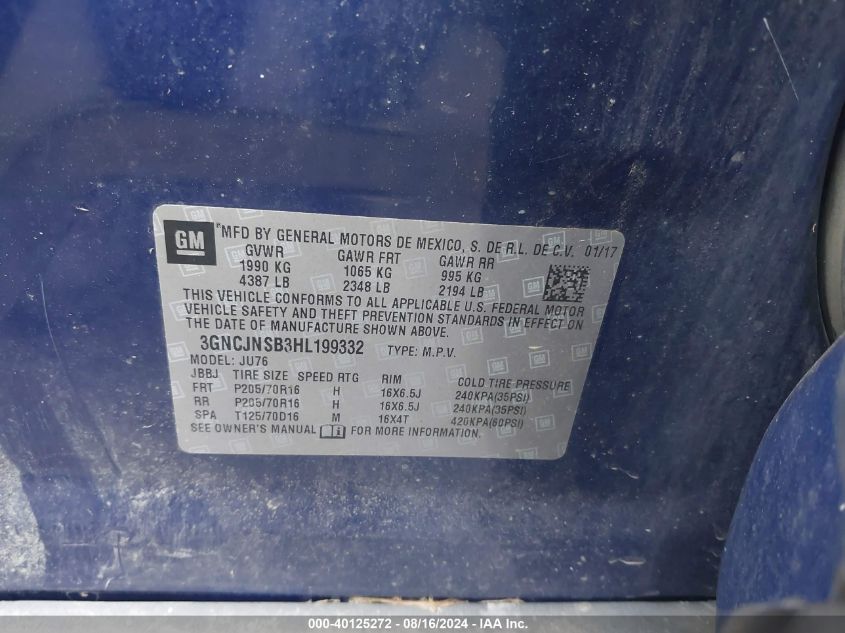 GM
*MFD BY GENERAL MOTORS DE MEXICO, S. DE R.L. DE C.V. 01/17
GVWR GAWR FRT GAWR RR
1990 KG 1065 KG 995 KG
4387 LB 2348 LB 2194 LB
THIS VEHICLE CONFORMS TO ALL APPLICABLE U.S. FEDERAL MOTOR
VEHICLE SAFETY AND THEFT PREVENTION STANDARDS IN EFFECT ON
THE DATE OF MANUFACTURE SHOWN ABOVE.
3GNCJNSB3HL199332 TYPE: M.P.V.
MODEL: JU76
JBBJ TIRE SIZE SPEED RTG RIM COLD TIRE PRESSURE
FRT P205/70R16 H 16X6.5J 240KPA(35PSI)
RR P205/70R16 H 16X6.5J 240KPA(35PSI)
SPA T125/70D16 M 16X4T 420KPA(60PSI)
SEE OWNER'S MANUAL FOR MORE INFORMATION.
000-40125272 - 08/16/2024 - IAA Inc.